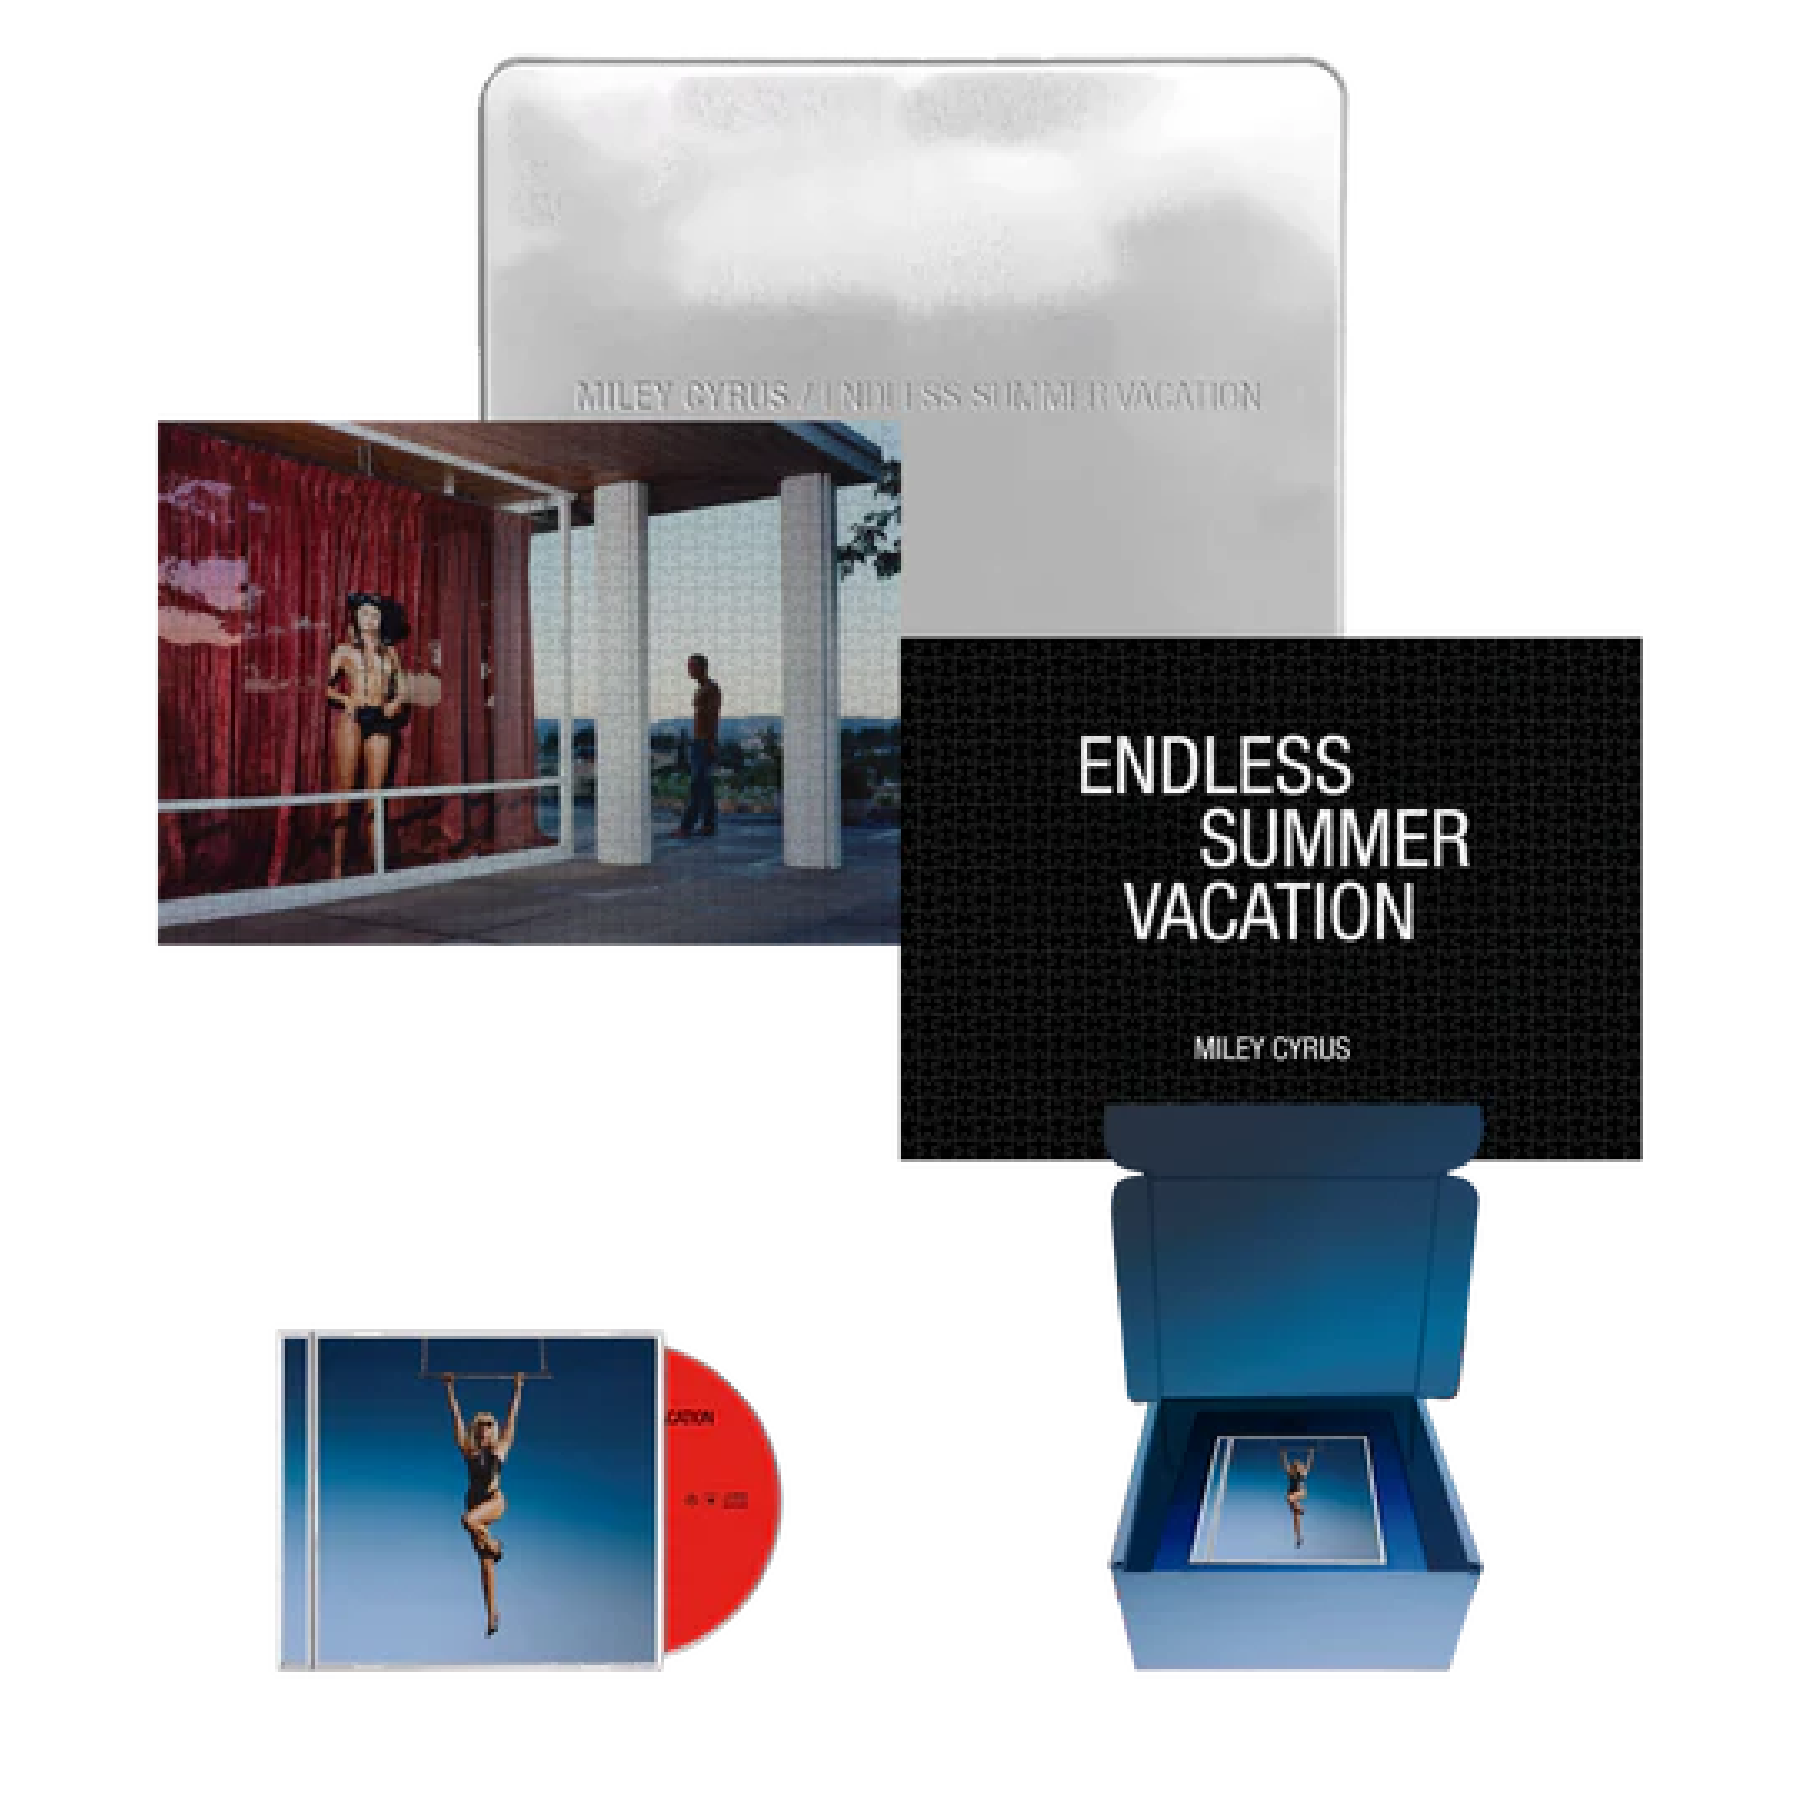 MILEY CYRUS / ENDLESS SUMMER VACATION
ENDLESS
SUMMER
VACATION
MILEY CYRUS
CATION